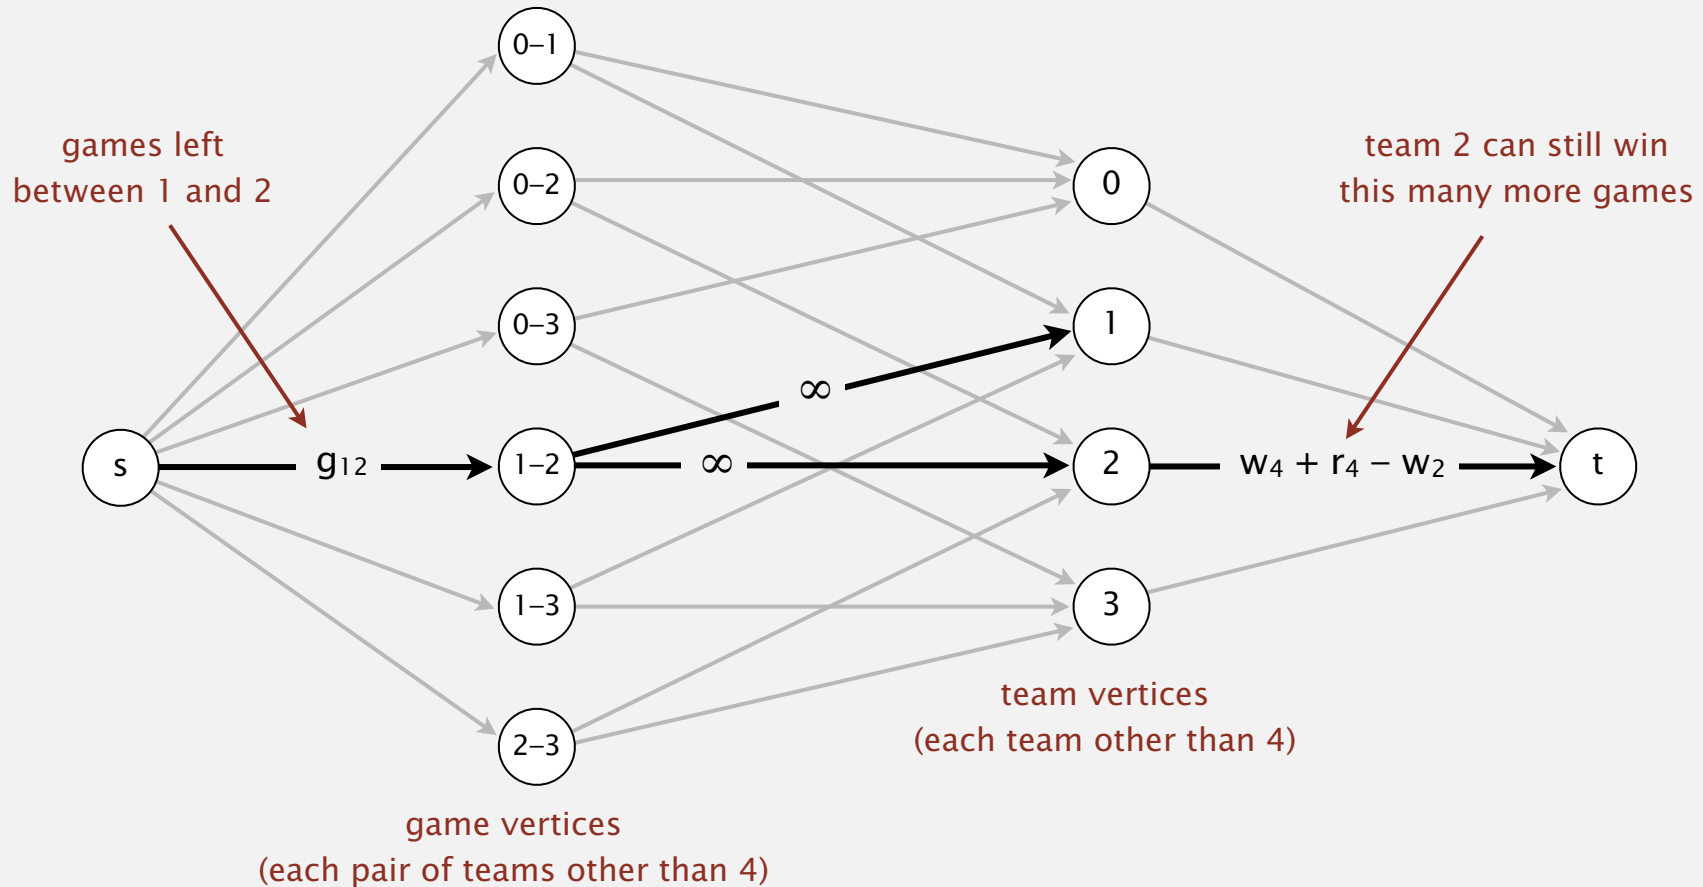 0–1
games left
between 1 and 2
team 2 can still win
this many more games
0–2
0
0–3
1
∞
s
g₁₂
1–2
∞
2
w₄ + r₄ – w₂
t
1–3
3
team vertices
(each team other than 4)
2–3
game vertices
(each pair of teams other than 4)